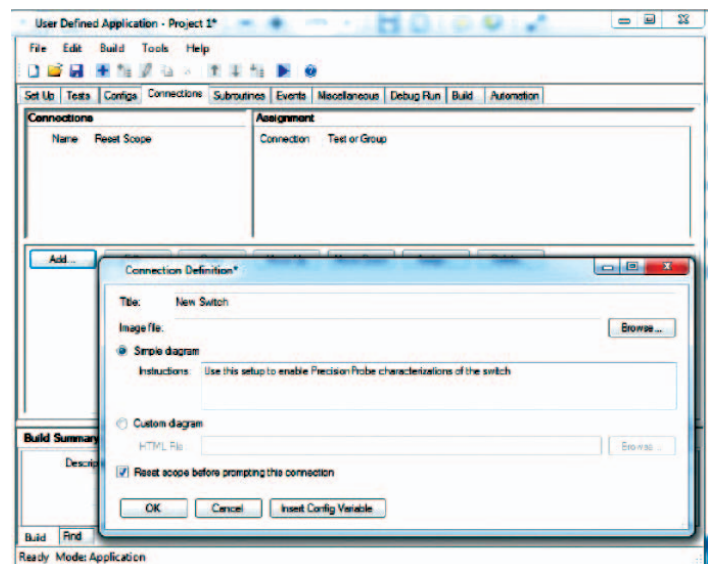 User Defined Application - Project 1*
File Edit Build Tools Help
Set Up Tests Configs Connections Subroutines Events Miscellaneous Debug Run Build Automation
Connections
Name Reset Scope
Assignment
Connection Test or Group
Add...
Connection Definition*
Title: New Switch
Image file: Browse...
Simple diagram
Instructions: Use this setup to enable Precision Probe characterizations of the switch
Custom diagram
HTML File: Browse...
Reset scope before prompting this connection
OK Cancel Insert Config Variable
Build Summary
Descrip
Build Find
Ready Mode: Application